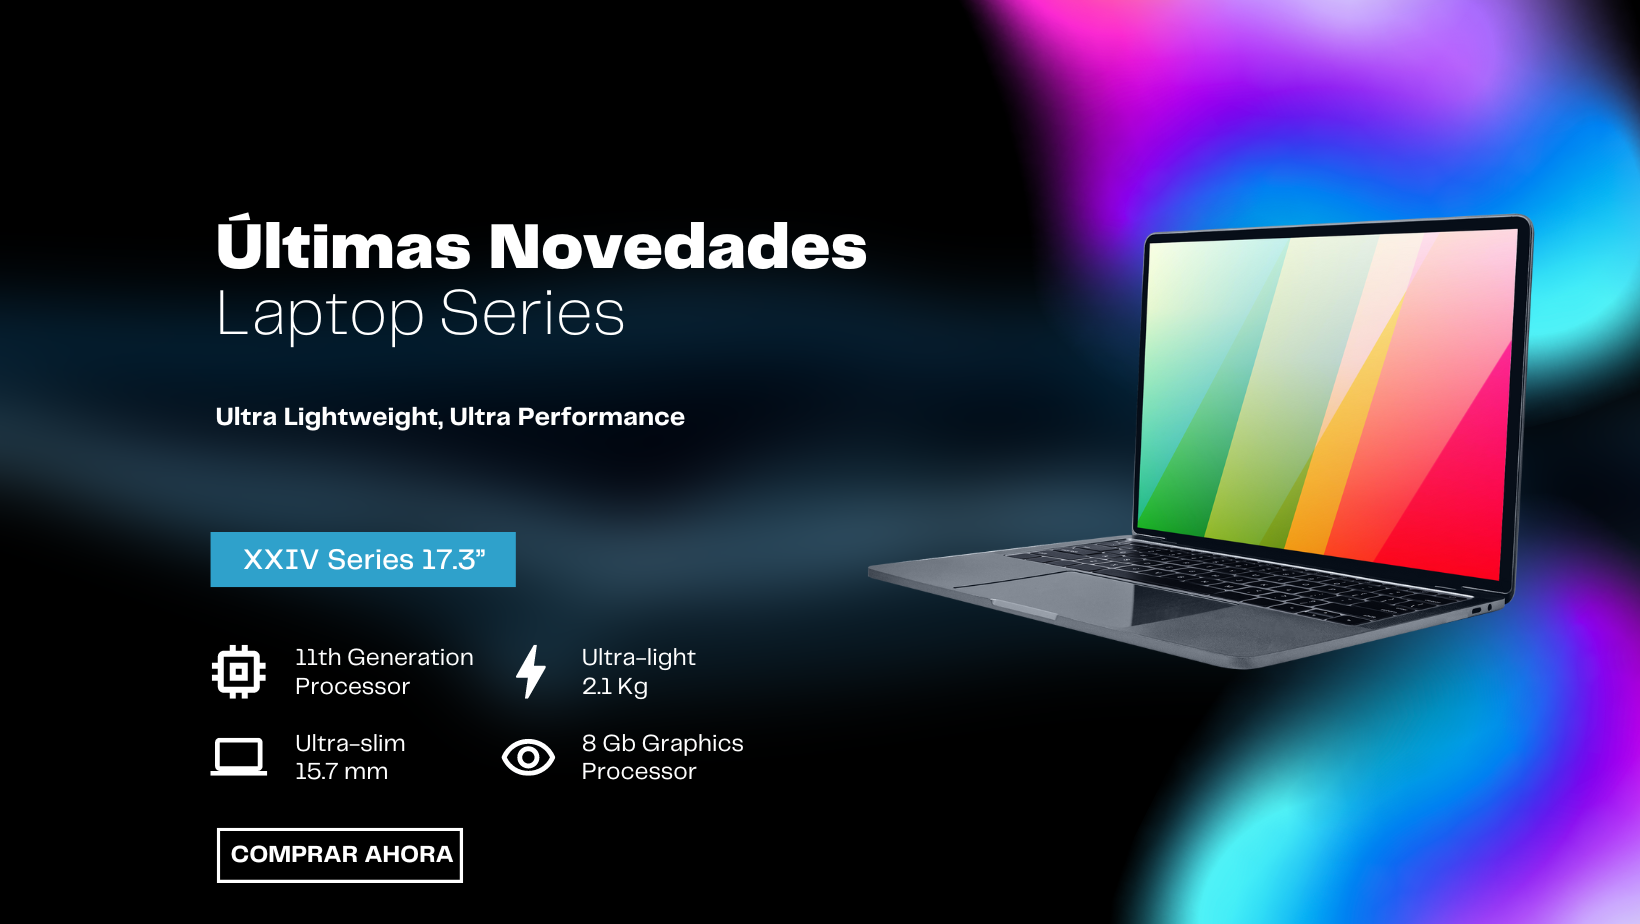 Últimas Novedades
Laptop Series
Ultra Lightweight, Ultra Performance
XXIV Series 17.3”
11th Generation
Processor
Ultra-light
2.1 Kg
Ultra-slim
15.7 mm
8 Gb Graphics
Processor
COMPRAR AHORA